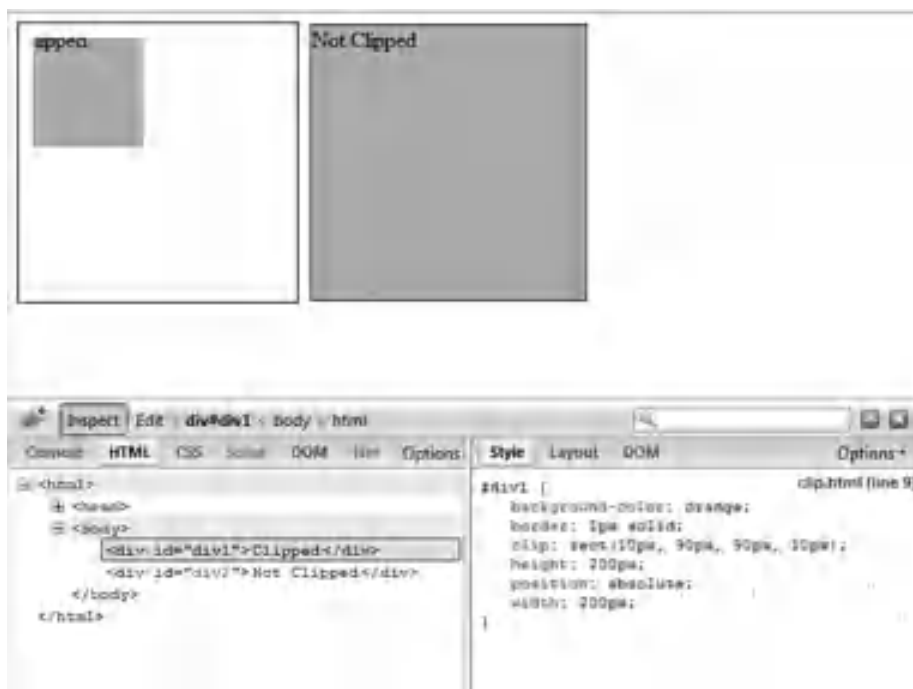 ipped
Not Clipped
Inspect Edit div#div1 < body < html
Console HTML CSS Script DOM Net Options
Style Layout DOM Options
<html>
<head>
<body>
<div id="div1">Clipped</div>
<div id="div2">Not Clipped</div>
</body>
</html>
#div1 { clip.html (line 9)
background-color: orange;
border: 1px solid;
clip: rect(10px, 90px, 90px, 10px);
height: 200px;
position: absolute;
width: 200px;
}